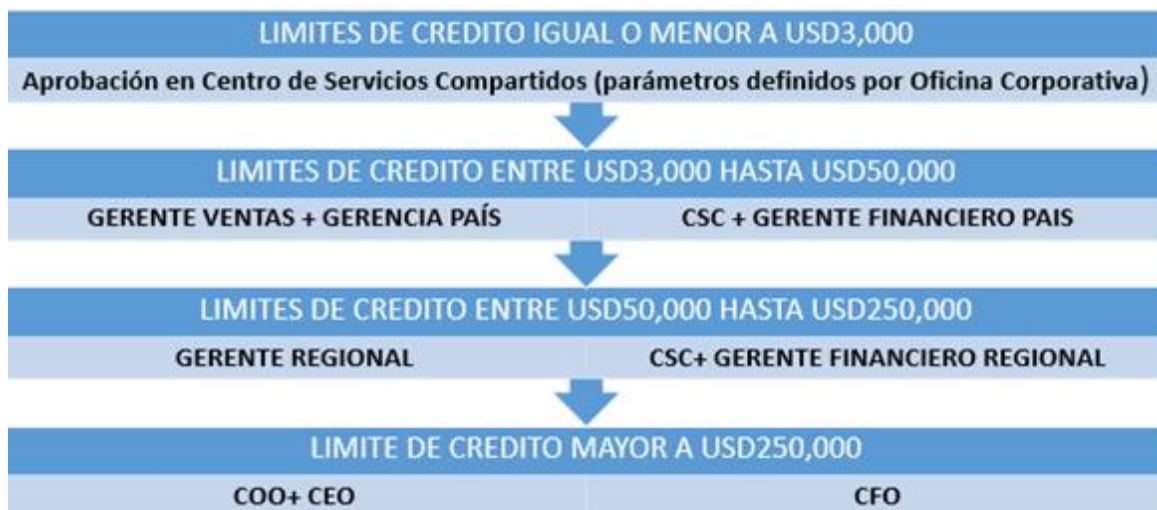 LIMITES DE CREDITO IGUAL O MENOR A USD3,000
Aprobación en Centro de Servicios Compartidos (parámetros definidos por Oficina Corporativa)
LIMITES DE CREDITO ENTRE USD3,000 HASTA USD50,000
GERENTE VENTAS + GERENCIA PAÍS
CSC + GERENTE FINANCIERO PAIS
LIMITES DE CREDITO ENTRE USD50,000 HASTA USD250,000
GERENTE REGIONAL
CSC+ GERENTE FINANCIERO REGIONAL
LIMITE DE CREDITO MAYOR A USD250,000
COO+ CEO
CFO